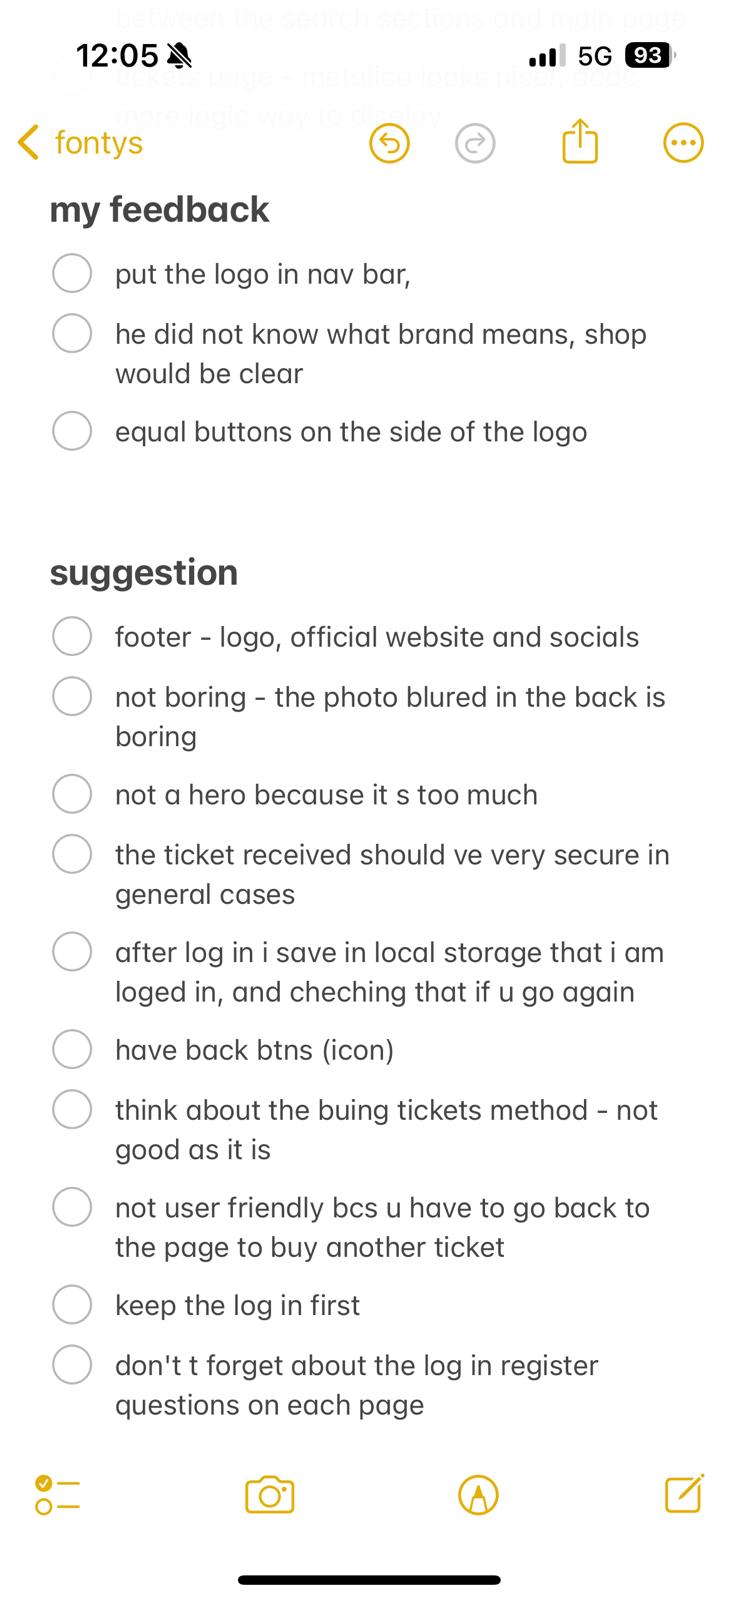 between the search sections and main page
12:05
5G
93
tickets page - metalica looks nicer,
more logic way to display
fontys
my feedback
put the logo in nav bar,
he did not know what brand means, shop
would be clear
equal buttons on the side of the logo
suggestion
footer - logo, official website and socials
not boring - the photo blured in the back is
boring
not a hero because it s too much
the ticket received should ve very secure in
general cases
after log in i save in local storage that i am
loged in, and cheching that if u go again
have back btns (icon)
think about the buing tickets method - not
good as it is
not user friendly bcs u have to go back to
the page to buy another ticket
keep the log in first
don't t forget about the log in register
questions on each page